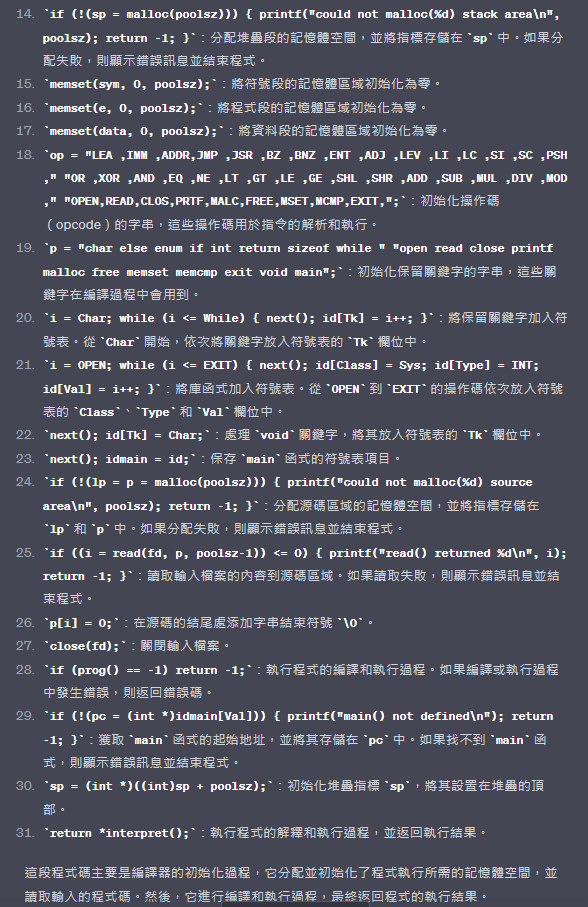 14. `if (!(sp = malloc(poolsz))) { printf("could not malloc(%d) stack area\n",
poolsz); return -1; }`：分配堆疊段的記憶體空間，並將指標存儲在 `sp` 中。如果分
配失敗，則顯示錯誤訊息並結束程式。
15. `memset(sym, 0, poolsz);`：將符號段的記憶體區域初始化為零。
16. `memset(e, 0, poolsz);`：將程式段的記憶體區域初始化為零。
17. `memset(data, 0, poolsz);`：將資料段的記憶體區域初始化為零。
18. `op = "LEA ,IMM ,ADDR,JMP ,JSR ,BZ ,BNZ ,ENT ,ADJ ,LEV ,LI ,LC ,SI ,SC ,PSH
," "OR ,XOR ,AND ,EQ ,NE ,LT ,GT ,LE ,GE ,SHL ,SHR ,ADD ,SUB ,MUL ,DIV ,MOD
," "OPEN,READ,CLOS,PRTF,MALC,FREE,MSET,MCMP,EXIT,";`：初始化操作碼
（opcode）的字串，這些操作碼用於指令的解析和執行。
19. `p = "char else enum if int return sizeof while " "open read close printf
malloc free memset memcmp exit void main";`：初始化保留關鍵字的字串，這些關
鍵字在編譯過程中會用到。
20. `i = Char; while (i <= While) { next(); id[Tk] = i++; }`：將保留關鍵字加入符
號表。從 `Char` 開始，依次將關鍵字放入符號表的 `Tk` 欄位中。
21. `i = OPEN; while (i <= EXIT) { next(); id[Class] = Sys; id[Type] = INT;
id[Val] = i++; }`：將庫函式加入符號表。從 `OPEN` 到 `EXIT` 的操作碼依次放入符號
表的 `Class`、`Type` 和 `Val` 欄位中。
22. `next(); id[Tk] = Char;`：處理 `void` 關鍵字，將其放入符號表的 `Tk` 欄位中。
23. `next(); idmain = id;`：保存 `main` 函式的符號表項目。
24. `if (!(lp = p = malloc(poolsz))) { printf("could not malloc(%d) source
area\n", poolsz); return -1; }`：分配源碼區域的記憶體空間，並將指標存儲在
`lp` 和 `p` 中。如果分配失敗，則顯示錯誤訊息並結束程式。
25. `if ((i = read(fd, p, poolsz-1)) <= 0) { printf("read() returned %d\n", i);
return -1; }`：讀取輸入檔案的內容到源碼區域。如果讀取失敗，則顯示錯誤訊息並結
束程式。
26. `p[i] = 0;`：在源碼的結尾處添加字串結束符號 `\0`。
27. `close(fd);`：關閉輸入檔案。
28. `if (prog() == -1) return -1;`：執行程式的編譯和執行過程。如果編譯或執行過程
中發生錯誤，則返回錯誤碼。
29. `if (!(pc = (int *)idmain[Val])) { printf("main() not defined\n"); return
-1; }`：獲取 `main` 函式的起始地址，並將其存儲在 `pc` 中。如果找不到 `main` 函
式，則顯示錯誤訊息並結束程式。
30. `sp = (int *)((int)sp + poolsz);`：初始化堆疊指標 `sp`，將其設置在堆疊的頂
部。
31. `return *interpret();`：執行程式的解釋和執行過程，並返回執行結果。
這段程式碼主要是編譯器的初始化過程，它分配並初始化了程式執行所需的記憶體空間，並
讀取輸入的程式碼。然後，它進行編譯和執行過程，最終返回程式的執行結果。